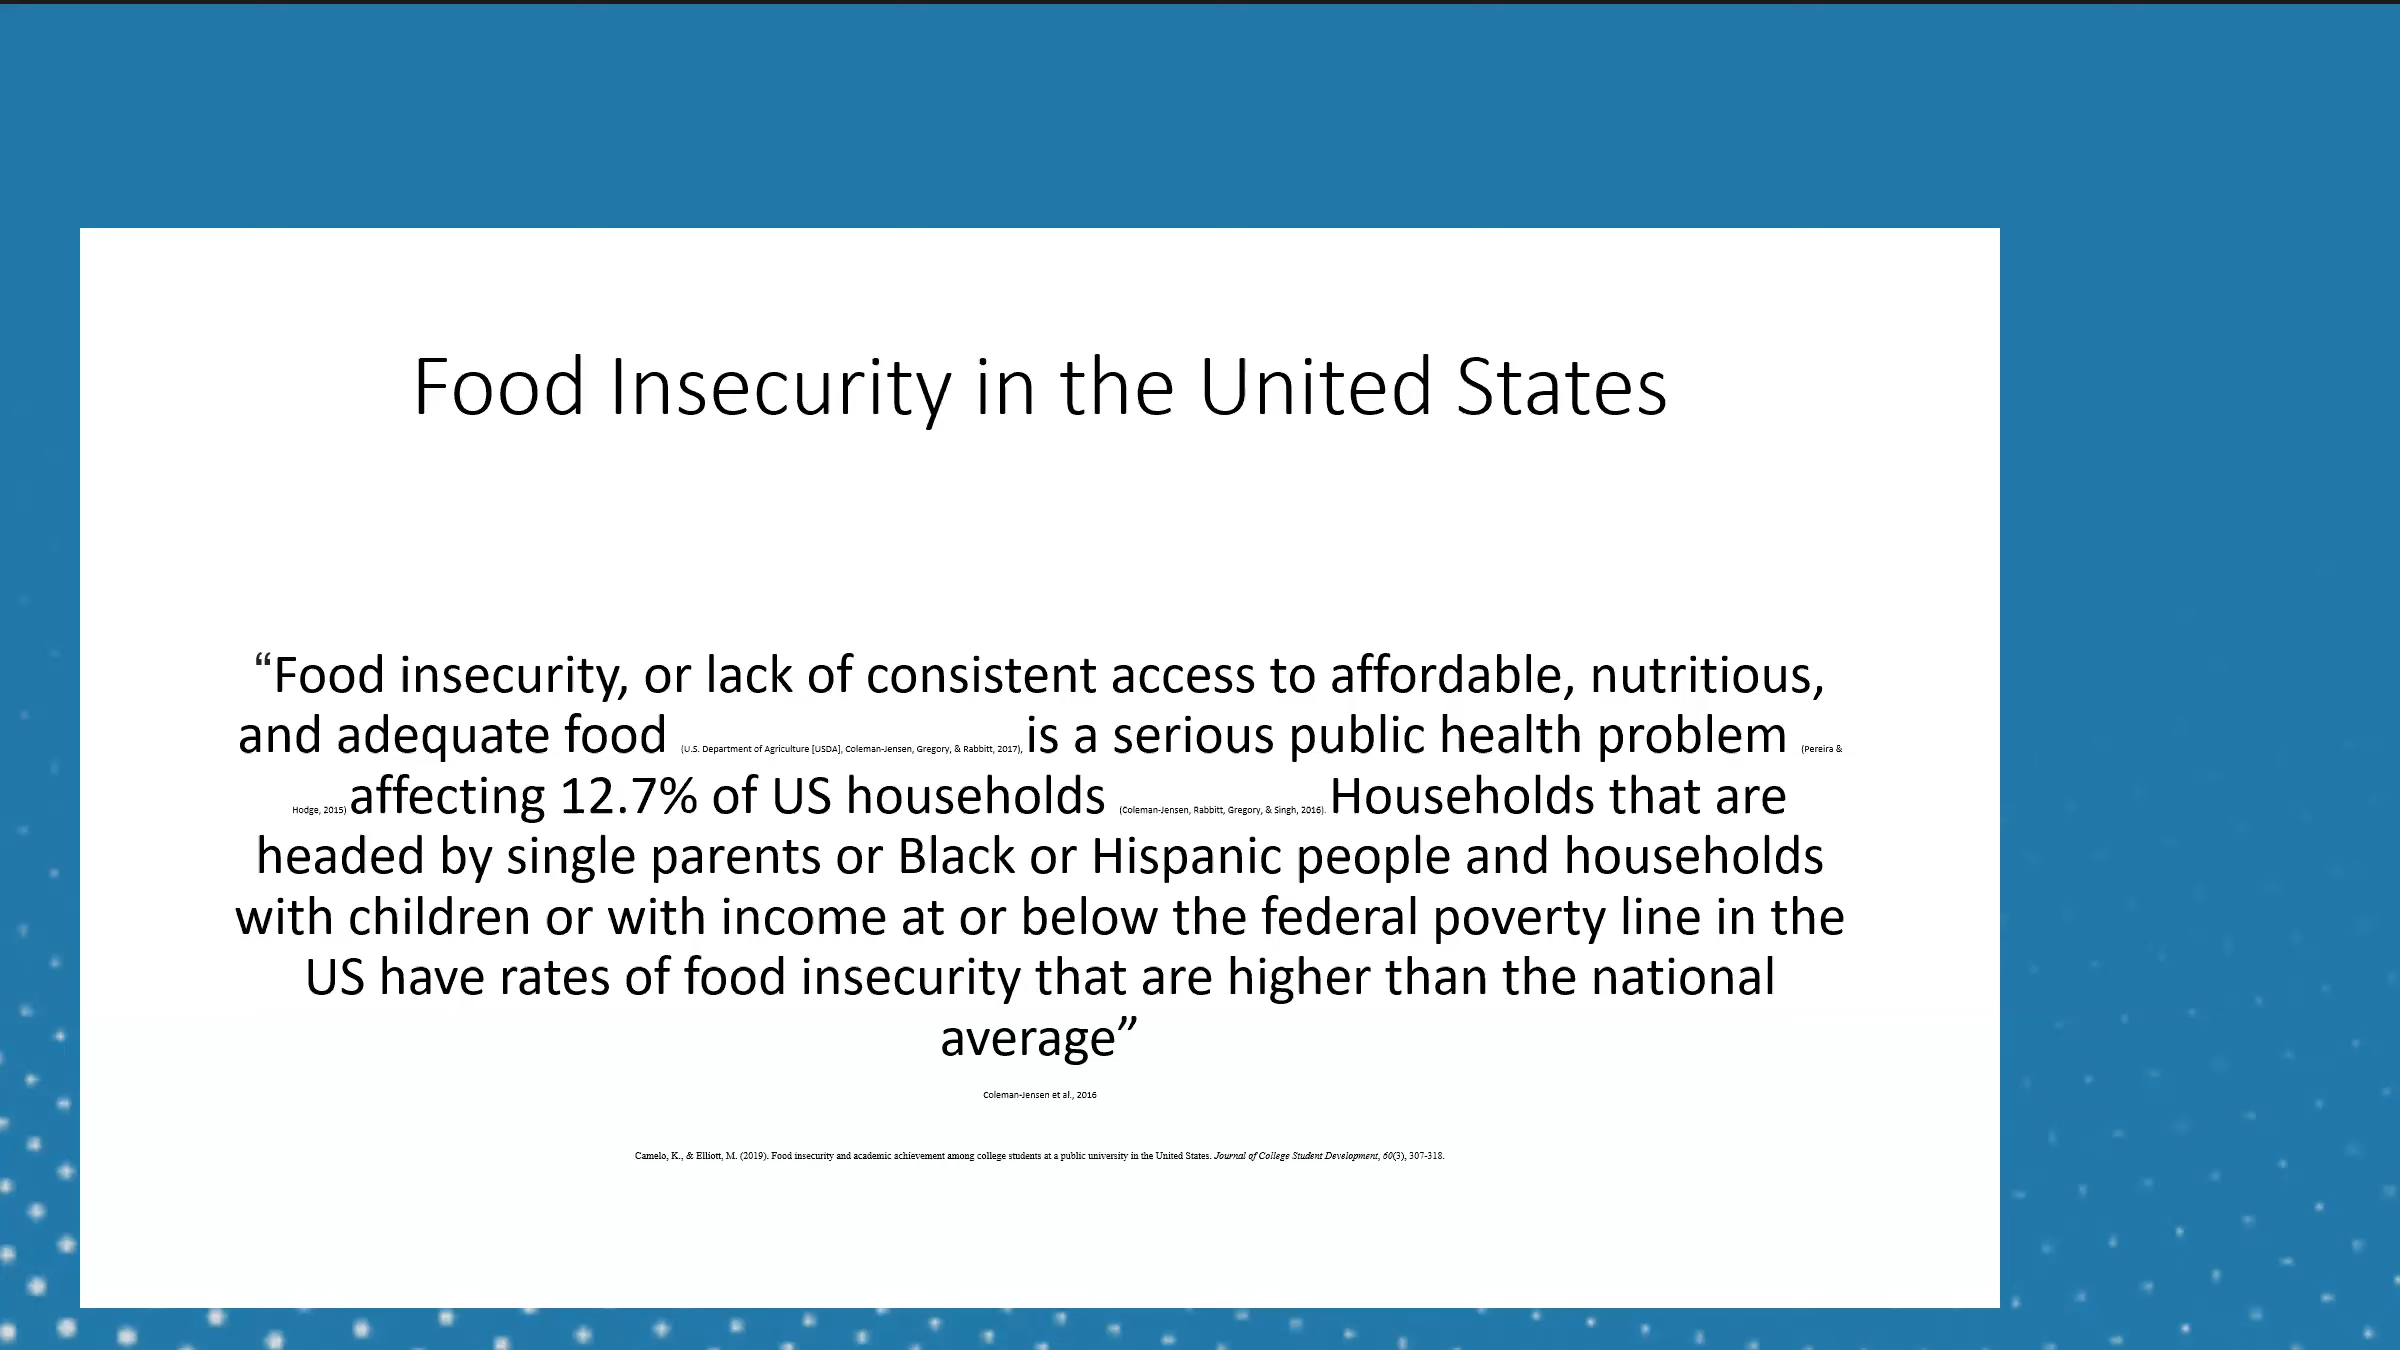 Food Insecurity in the United States
“Food insecurity, or lack of consistent access to affordable, nutritious,
and adequate food (U.S. Department of Agriculture [USDA], Coleman-Jensen, Gregory, & Rabbitt, 2017), is a serious public health problem (Pereira &
Hodge, 2015) affecting 12.7% of US households (Coleman-Jensen, Rabbitt, Gregory, & Singh, 2016). Households that are
headed by single parents or Black or Hispanic people and households
with children or with income at or below the federal poverty line in the
US have rates of food insecurity that are higher than the national
average”
Coleman-Jensen et al., 2016
Camelo, K., & Elliott, M. (2019). Food insecurity and academic achievement among college students at a public university in the United States. Journal of College Student Development, 60(3), 307-318.